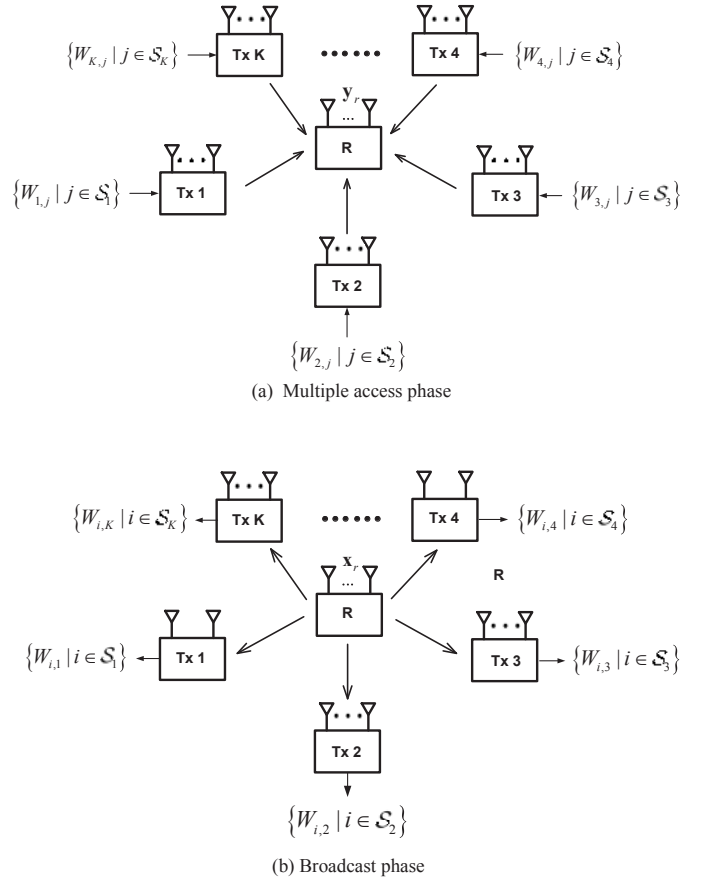 {W_{K,j} | j ∈ S_K} Tx K ...... Tx 4 {W_{4,j} | j ∈ S_4}
y_r
...
R
{W_{1,j} | j ∈ S_1} Tx 1 Tx 3 {W_{3,j} | j ∈ S_3}
Tx 2
{W_{2,j} | j ∈ S_2}
(a) Multiple access phase
{W_{i,K} | i ∈ S_K} Tx K ...... Tx 4 {W_{i,4} | i ∈ S_4}
x_r
...
R
R
{W_{i,1} | i ∈ S_1} Tx 1 Tx 3 {W_{i,3} | i ∈ S_3}
Tx 2
{W_{i,2} | i ∈ S_2}
(b) Broadcast phase